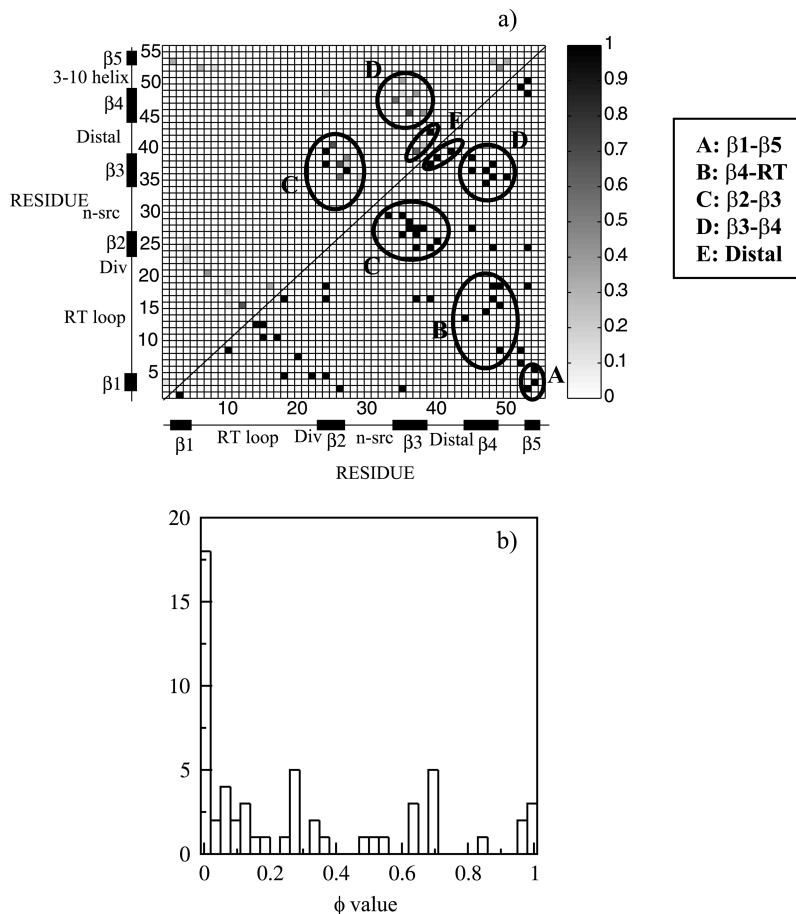 a)
β5
3-10 helix
β4
Distal
β3
RESIDUE
n-src
β2
Div
RT loop
β1
55
50
45
40
35
30
25
20
15
10
5
D
E
D
C
C
B
A
10
20
30
40
50
β1
RT loop
Div
β2
n-src
β3
Distal
β4
β5
RESIDUE
1
0.9
0.8
0.7
0.6
0.5
0.4
0.3
0.2
0.1
0
A: β1-β5
B: β4-RT
C: β2-β3
D: β3-β4
E: Distal
b)
20
15
10
5
0
0
0.2
0.4
0.6
0.8
1
ϕ value